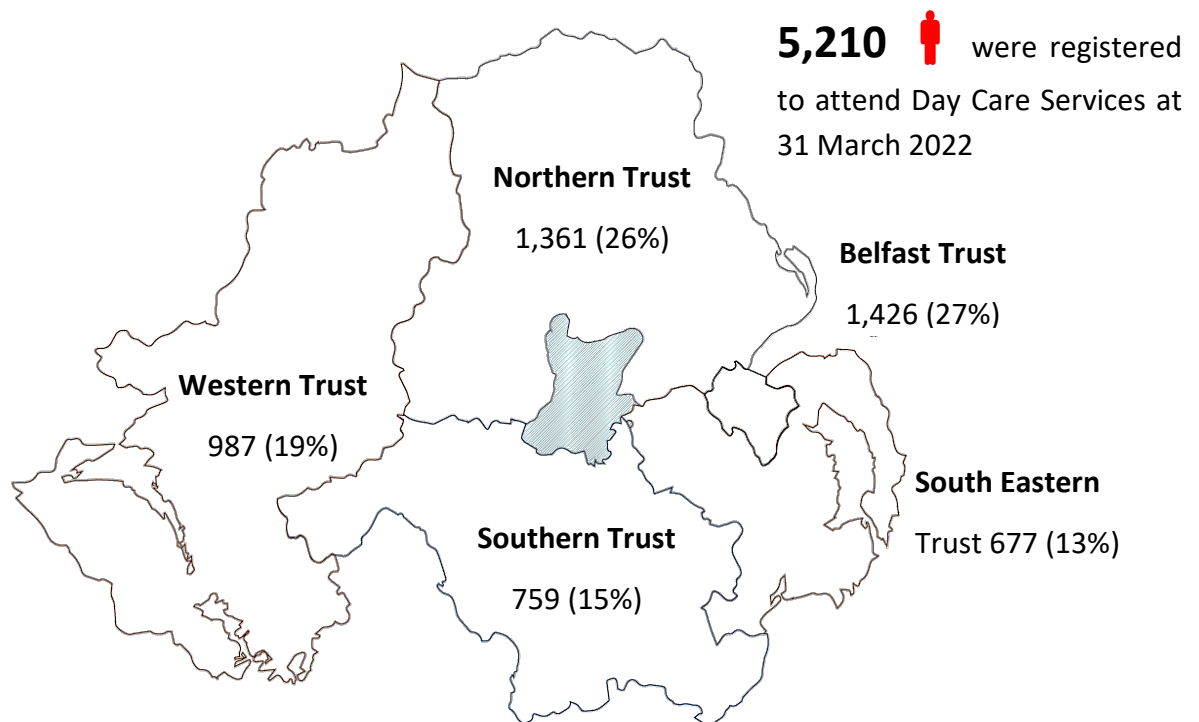 5,210 were registered
to attend Day Care Services at
31 March 2022
Northern Trust
1,361 (26%)
Belfast Trust
1,426 (27%)
Western Trust
987 (19%)
South Eastern
Trust 677 (13%)
Southern Trust
759 (15%)